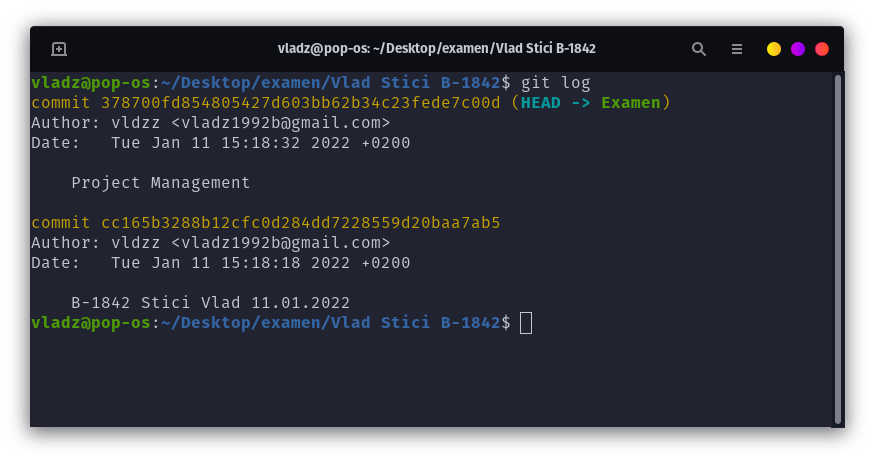 vladz@pop-os: ~/Desktop/examen/Vlad Stici B-1842
vladz@pop-os:~/Desktop/examen/Vlad Stici B-1842$ git log
commit 378700fd854805427d603bb62b34c23fede7c00d (HEAD -> Examen)
Author: vldzz <vladz1992b@gmail.com>
Date:   Tue Jan 11 15:18:32 2022 +0200
    Project Management
commit cc165b3288b12cfc0d284dd7228559d20baa7ab5
Author: vldzz <vladz1992b@gmail.com>
Date:   Tue Jan 11 15:18:18 2022 +0200
    B-1842 Stici Vlad 11.01.2022
vladz@pop-os:~/Desktop/examen/Vlad Stici B-1842$